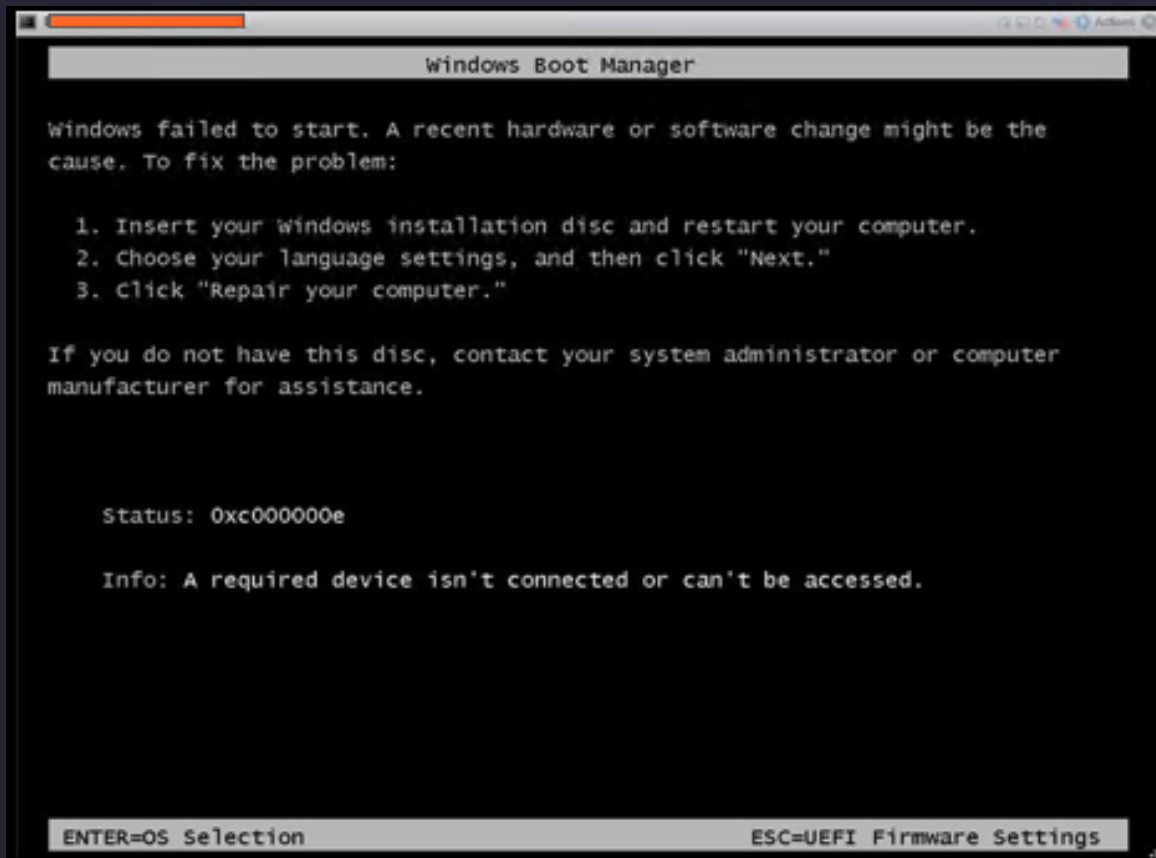 Actions
Windows Boot Manager
Windows failed to start. A recent hardware or software change might be the
cause. To fix the problem:
1. Insert your Windows installation disc and restart your computer.
2. Choose your language settings, and then click "Next."
3. Click "Repair your computer."
If you do not have this disc, contact your system administrator or computer
manufacturer for assistance.
Status: 0xc000000e
Info: A required device isn't connected or can't be accessed.
ENTER=OS Selection ESC=UEFI Firmware Settings